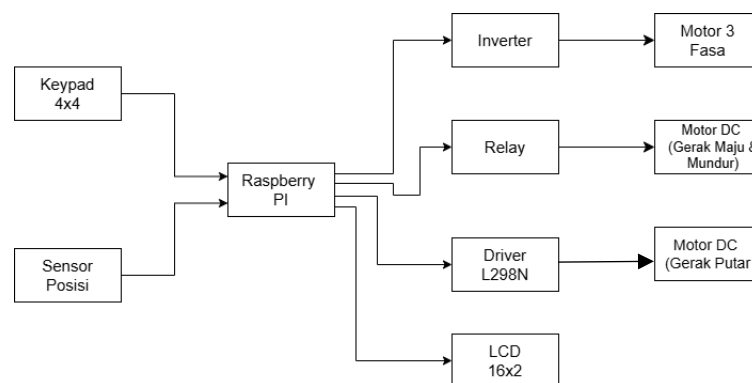 Keypad
4x4
Sensor
Posisi
Raspberry
PI
Inverter
Relay
Driver
L298N
LCD
16x2
Motor 3
Fasa
Motor DC
(Gerak Maju &
Mundur)
Motor DC
(Gerak Putar